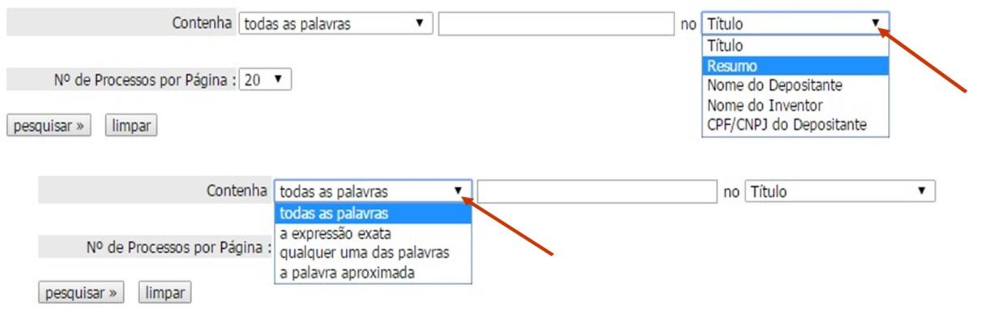 Contenha todas as palavras no Título
Título
Resumo
Nome do Depositante
Nome do Inventor
CPF/CNPJ do Depositante
Nº de Processos por Página : 20
pesquisar » limpar
Contenha todas as palavras no Título
todas as palavras
a expressão exata
qualquer uma das palavras
a palavra aproximada
Nº de Processos por Página :
pesquisar » limpar